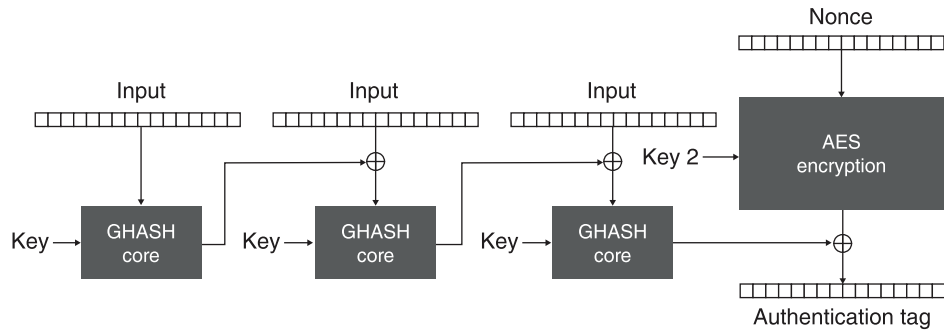 Nonce
Input
Input
Input
AES
encryption
Key 2
Key
GHASH
core
Key
GHASH
core
Key
GHASH
core
Authentication tag